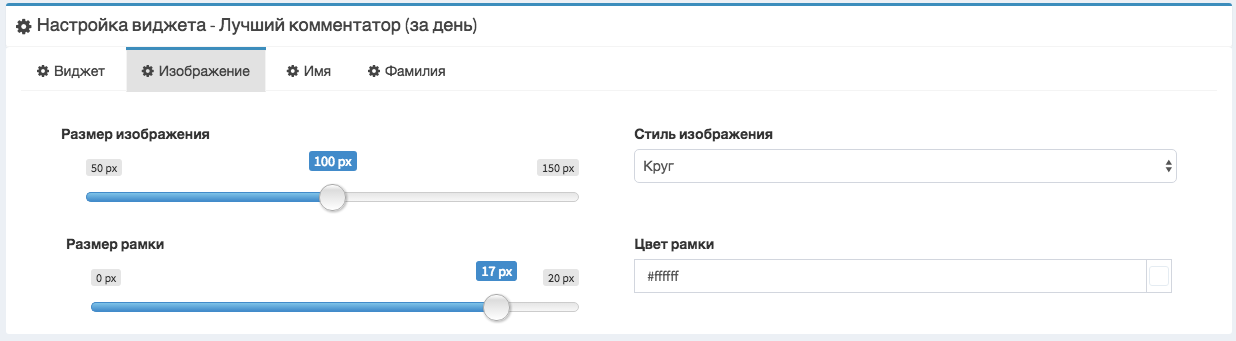 Настройка виджета - Лучший комментатор (за день)
Виджет Изображение Имя Фамилия
Размер изображения
50 px 100 px 150 px
Стиль изображения
Круг
Размер рамки
0 px 17 px 20 px
Цвет рамки
#ffffff